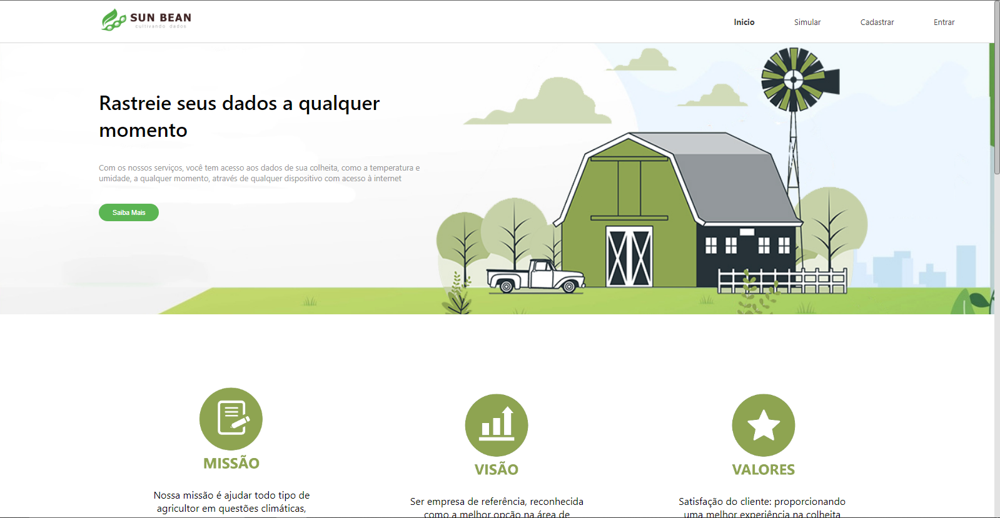 SUN BEAN
cultivando dados
Inicio
Simular
Cadastrar
Entrar
Rastreie seus dados a qualquer
momento
Com os nossos serviços, você tem acesso aos dados de sua colheita, como a temperatura e
umidade, a qualquer momento, através de qualquer dispositivo com acesso à internet
Saiba Mais
MISSÃO
Nossa missão é ajudar todo tipo de
agricultor em questões climáticas,
VISÃO
Ser empresa de referência, reconhecida
como a melhor opção na área de
VALORES
Satisfação do cliente: proporcionando
uma melhor experiência na colheita